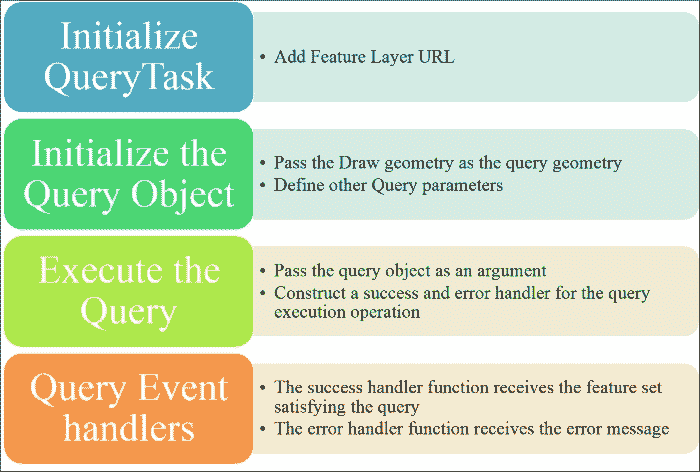 Initialize
QueryTask
• Add Feature Layer URL
Initialize the
Query Object
• Pass the Draw geometry as the query geometry
• Define other Query parameters
Execute the
Query
• Pass the query object as an argument
• Construct a success and error handler for the query
execution operation
Query Event
handlers
• The success handler function receives the feature set
satisfying the query
• The error handler function receives the error message